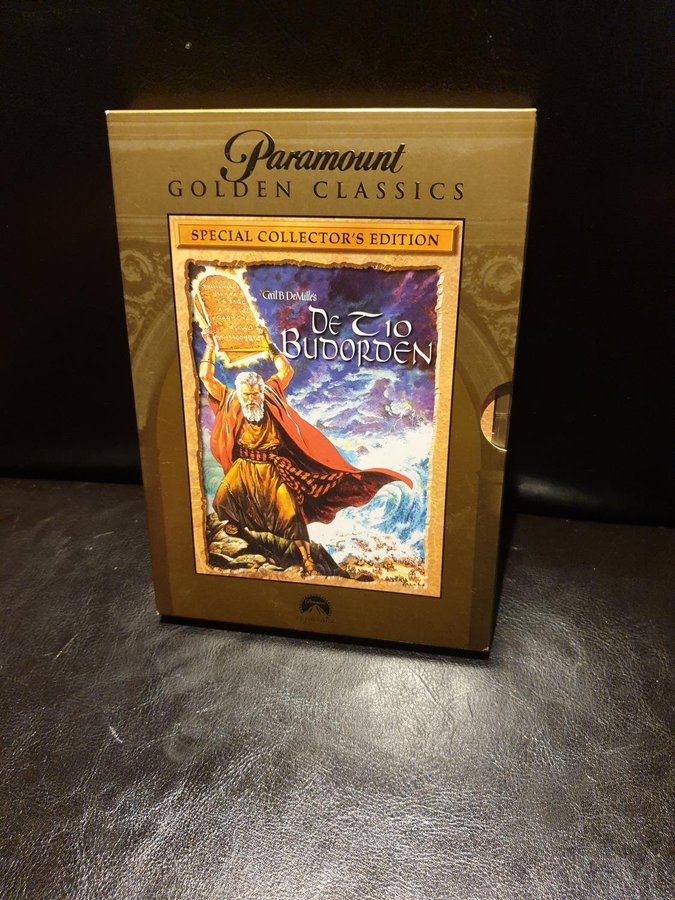 Paramount
GOLDEN CLASSICS
SPECIAL COLLECTOR'S EDITION
Cecil B. DeMille's
DE TIO
BUDORDEN